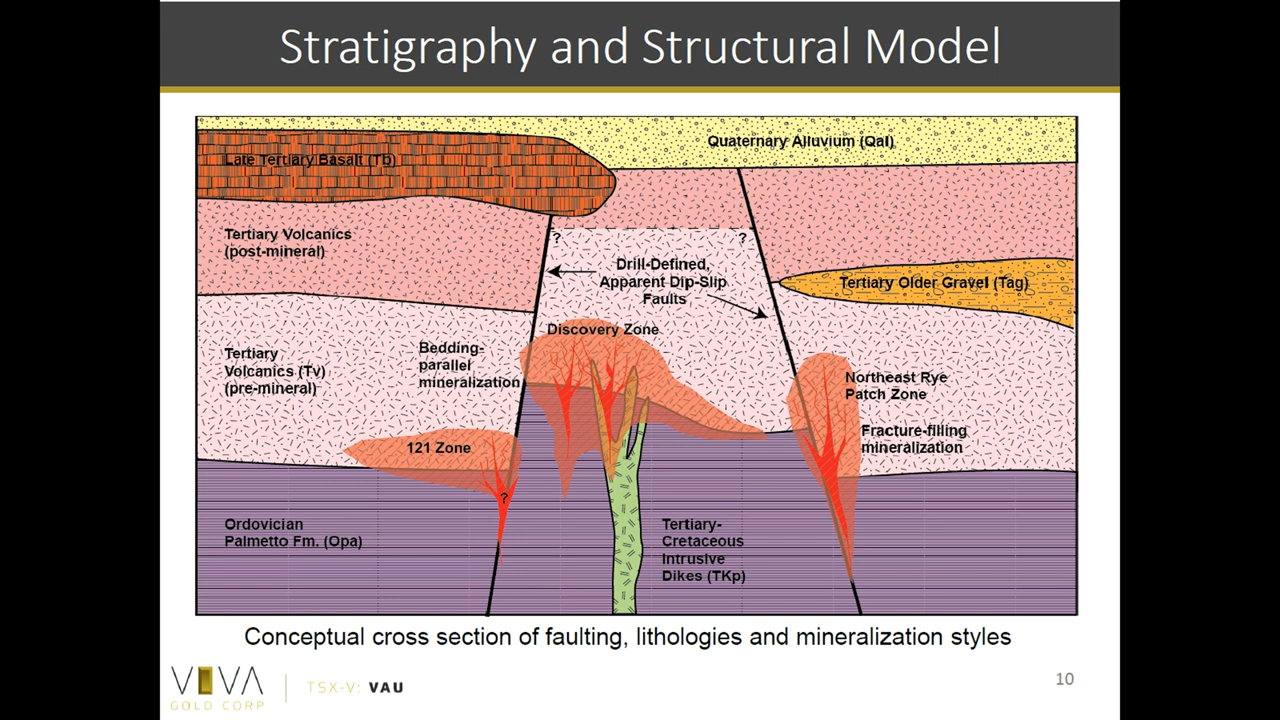 Stratigraphy and Structural Model
Quaternary Alluvium (Qal)
Late Tertiary Basalt (Tb)
Tertiary Volcanics
(post-mineral)
?
?
Drill-Defined,
Apparent Dip-Slip
Faults
Tertiary Older Gravel (Tag)
Discovery Zone
Bedding-
parallel
mineralization
Tertiary
Volcanics (Tv)
(pre-mineral)
Northeast Rye
Patch Zone
Fracture-filling
mineralization
121 Zone
?
Ordovician
Palmetto Fm. (Opa)
Tertiary-
Cretaceous
Intrusive
Dikes (TKp)
Conceptual cross section of faulting, lithologies and mineralization styles
VIVA
GOLD CORP
TSX-V: VAU
10